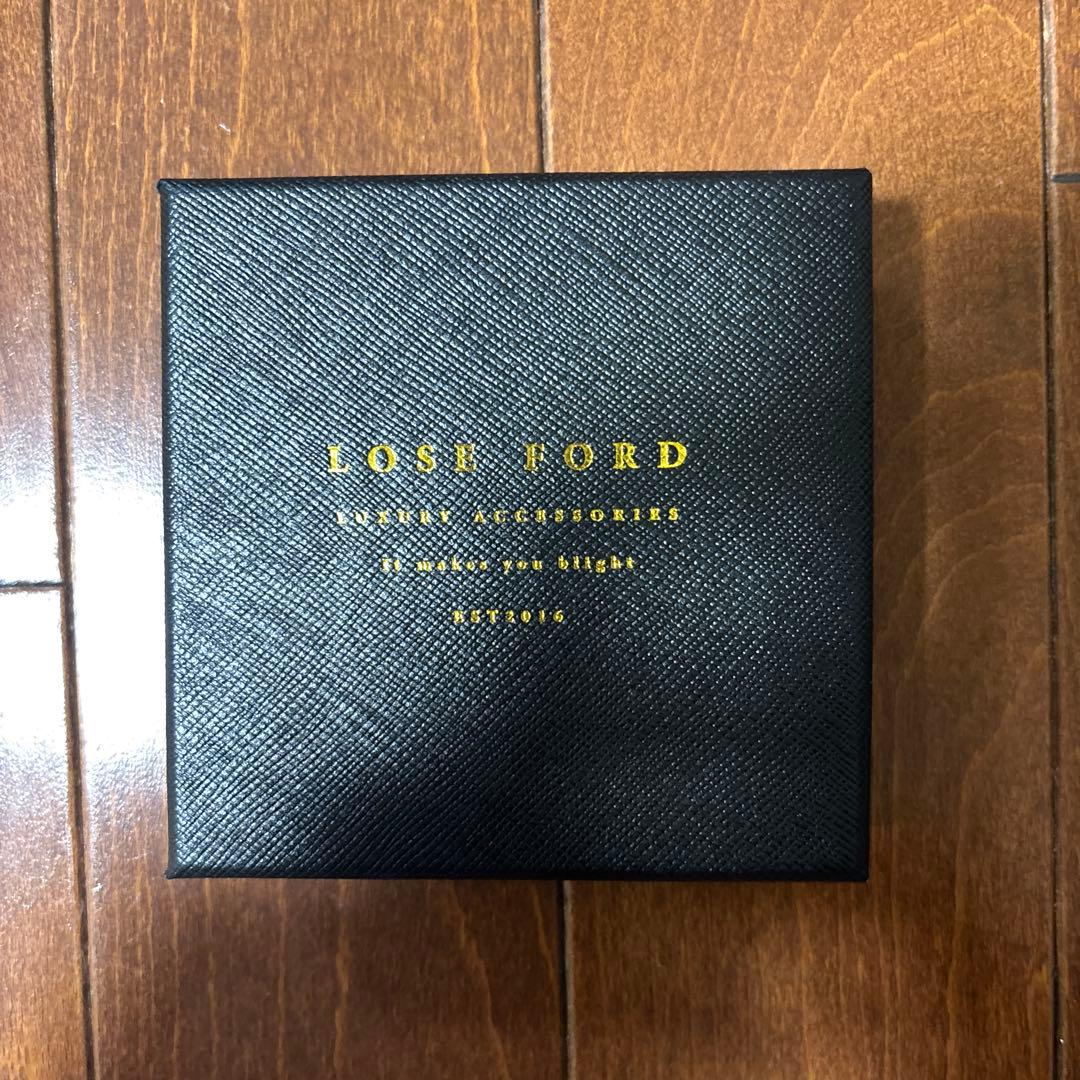 LOSE FORD
LUXURY ACCESSORIES
It makes you blight
EST2016